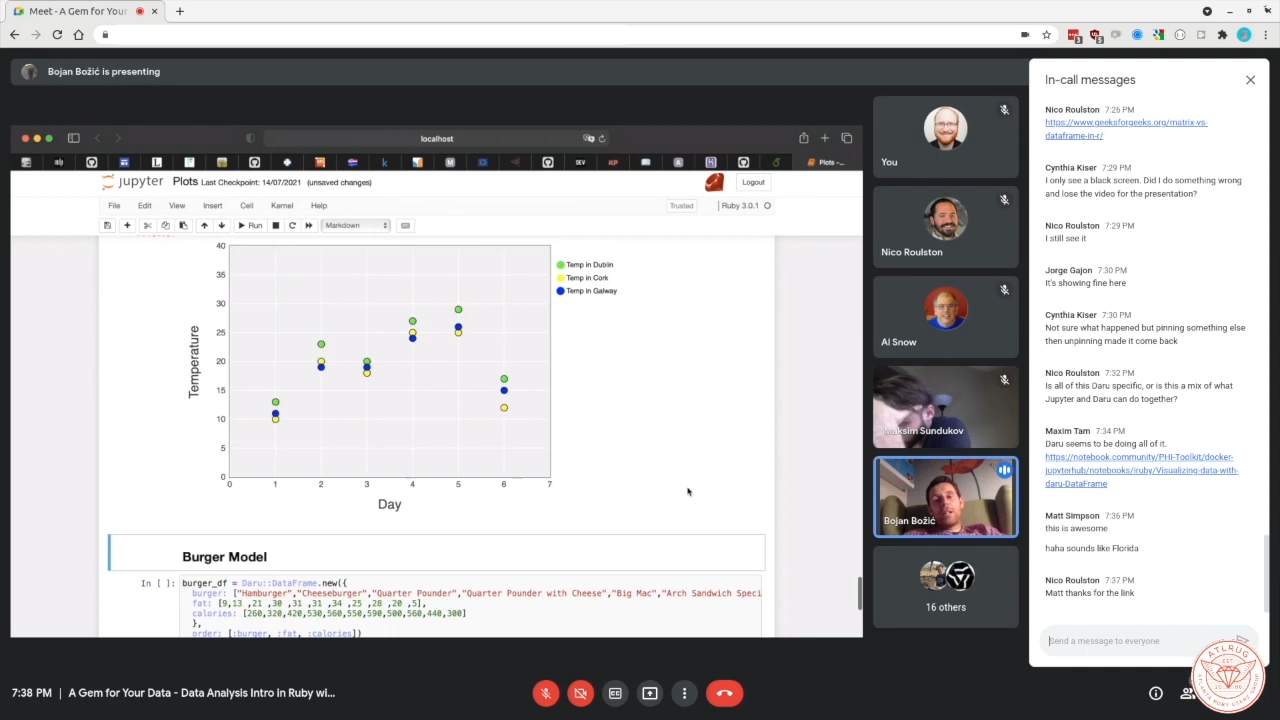 Meet - A Gem for Your
Bojan Božić is presenting
In-call messages
Nico Roulston 7:26 PM
https://www.geeksforgeeks.org/matrix-vs-
dataframe-in-r/
Cynthia Kiser 7:29 PM
I only see a black screen. Did I do something wrong
and lose the video for the presentation?
Nico Roulston 7:29 PM
I still see it
Jorge Gajon 7:30 PM
It's showing fine here
Cynthia Kiser 7:30 PM
Not sure what happened but pinning something else
then unpinning made it come back
Nico Roulston 7:32 PM
Is all of this Daru specific, or is this a mix of what
Jupyter and Daru can do together?
Maxim Tam 7:34 PM
Daru seems to be doing all of it.
https://notebook.community/PHI-Toolkit/docker-
jupyterhub/notebooks/iruby/Visualizing-data-with-
daru-DataFrame
Matt Simpson 7:36 PM
this is awesome
haha sounds like Florida
Nico Roulston 7:37 PM
Matt thanks for the link
Send a message to everyone
You
Nico Roulston
Al Snow
Maksim Sundukov
Bojan Božić
16 others
localhost
DEV
Plots -...
jupyter Plots Last Checkpoint: 14/07/2021 (unsaved changes)
Logout
File Edit View Insert Cell Kernel Help
Trusted
Ruby 3.0.1
Run
Markdown
40
35
30
25
20
15
10
5
0
Temperature
0 1 2 3 4 5 6 7
Day
Temp in Dublin
Temp in Cork
Temp in Galway
Burger Model
In [ ]: burger_df = Daru::DataFrame.new({
burger: ["Hamburger","Cheeseburger","Quarter Pounder","Quarter Pounder with Cheese","Big Mac","Arch Sandwich Speci
fat: [9,13 ,21 ,30 ,31 ,31 ,34 ,25 ,28 ,20 ,5],
calories: [260,320,420,530,560,550,590,500,560,440,300]
},
order: [:burger, :fat, :calories])
7:38 PM | A Gem for Your Data - Data Analysis Intro in Ruby wi...
ATLRUG
EST.
20 06
ATLANTA RUBY USERS GROUP